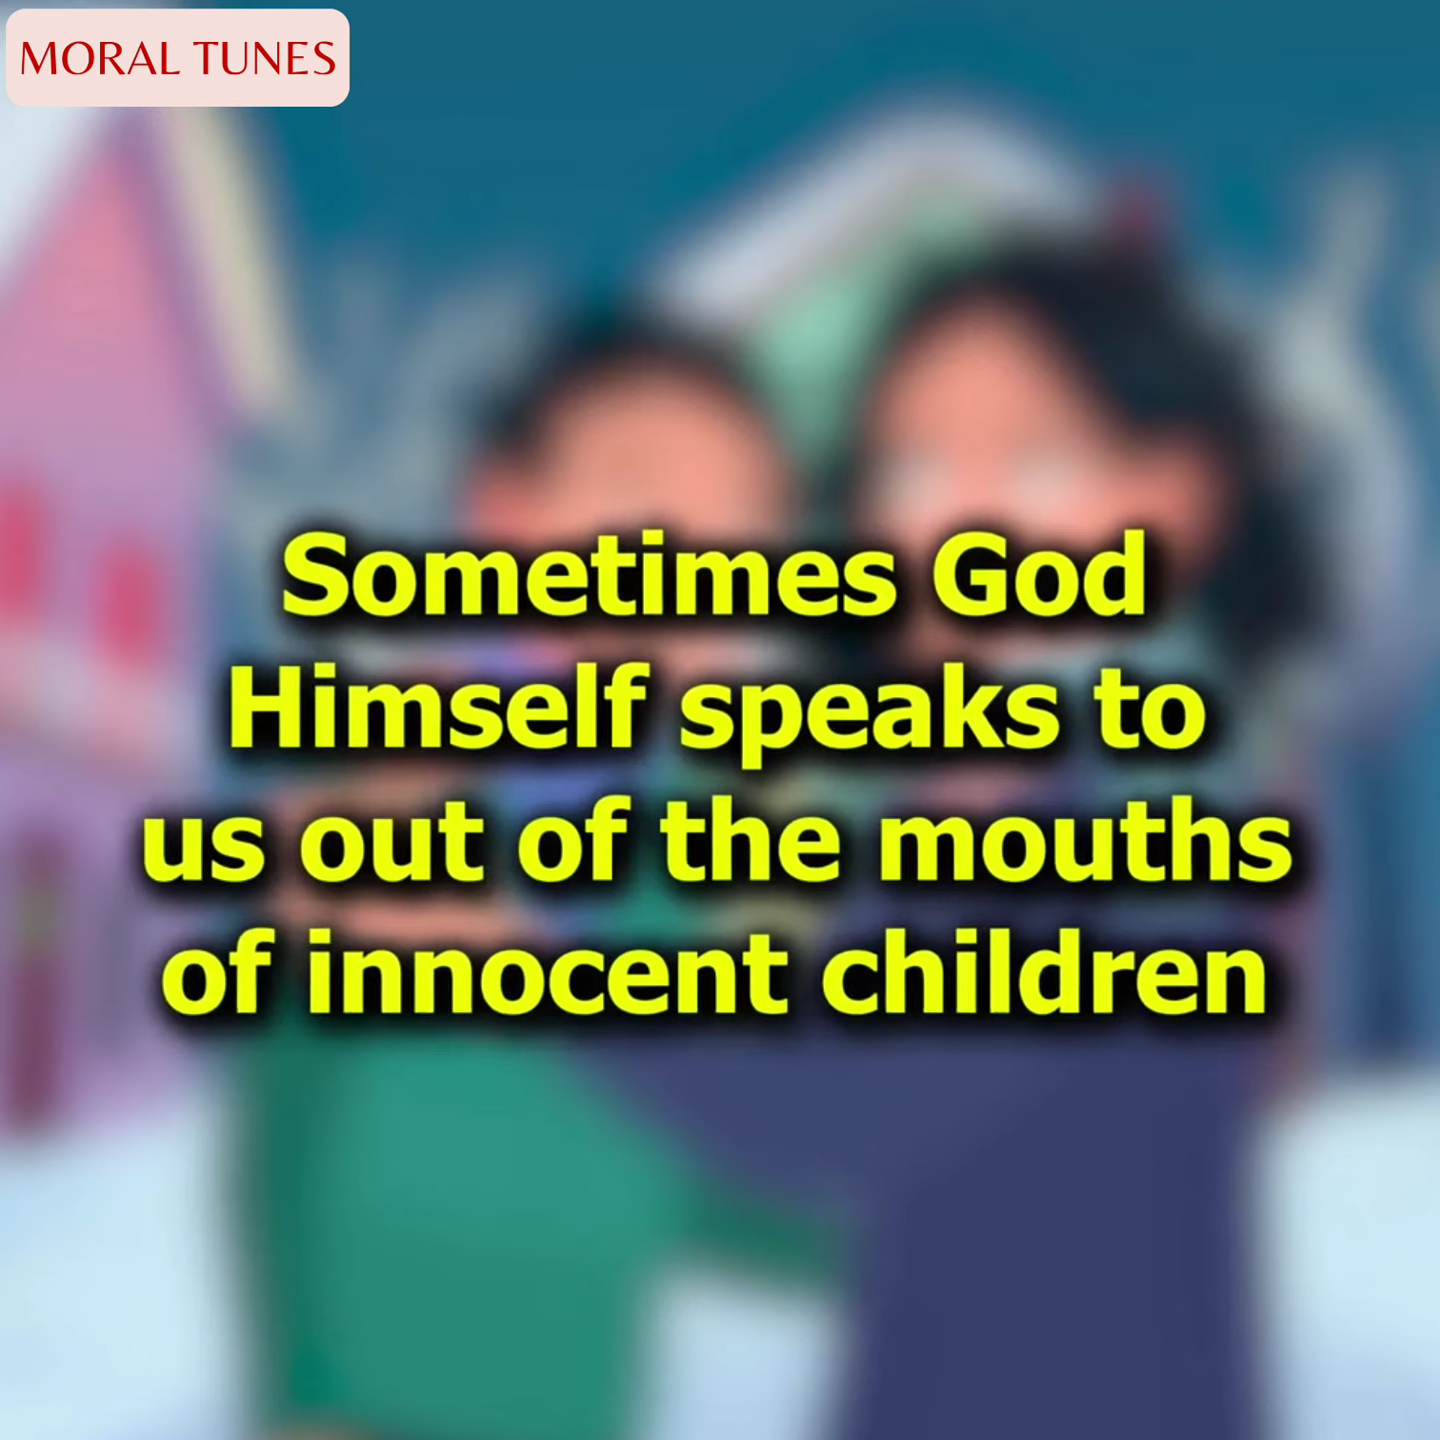 MORAL TUNES
Sometimes God
Himself speaks to
us out of the mouths
of innocent children